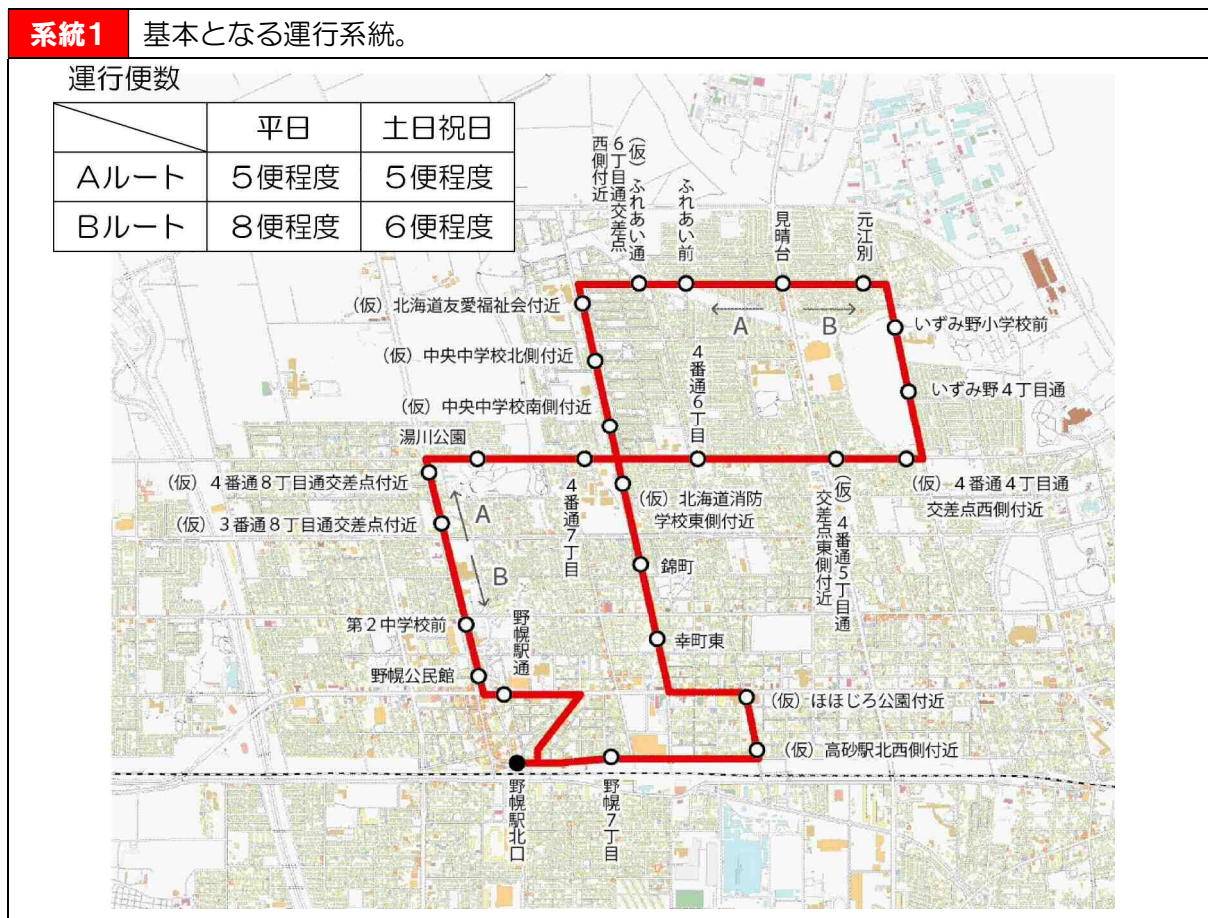 系統1 基本となる運行系統。
運行便数
平日 土日祝日
Aルート 5便程度 5便程度
Bルート 8便程度 6便程度
(仮)ふれあい通
6丁目通交差点
西側付近
ふれあい前
見晴台
元江別
(仮)北海道友愛福祉会付近
A
B
いずみ野小学校前
(仮)中央中学校北側付近
4番通6丁目
いずみ野4丁目通
(仮)中央中学校南側付近
湯川公園
(仮)4番通8丁目通交差点付近
4番通7丁目
(仮)北海道消防
学校東側付近
(仮)4番通5丁目通
交差点東側付近
(仮)4番通4丁目通
交差点西側付近
(仮)3番通8丁目通交差点付近
A
B
錦町
第2中学校前
野幌駅通
幸町東
野幌公民館
(仮)ほほじろ公園付近
(仮)高砂駅北西側付近
野幌駅北口
野幌7丁目